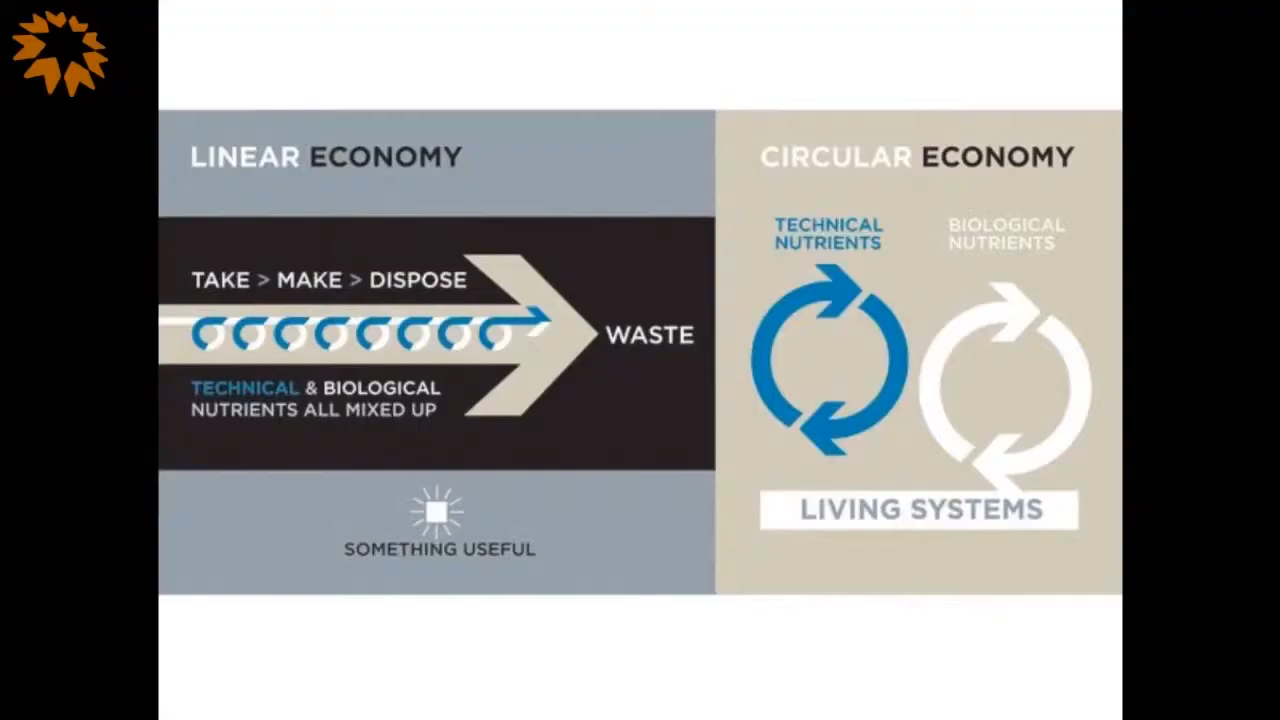 LINEAR ECONOMY
TAKE > MAKE > DISPOSE
WASTE
TECHNICAL & BIOLOGICAL
NUTRIENTS ALL MIXED UP
SOMETHING USEFUL
CIRCULAR ECONOMY
TECHNICAL
NUTRIENTS
BIOLOGICAL
NUTRIENTS
LIVING SYSTEMS